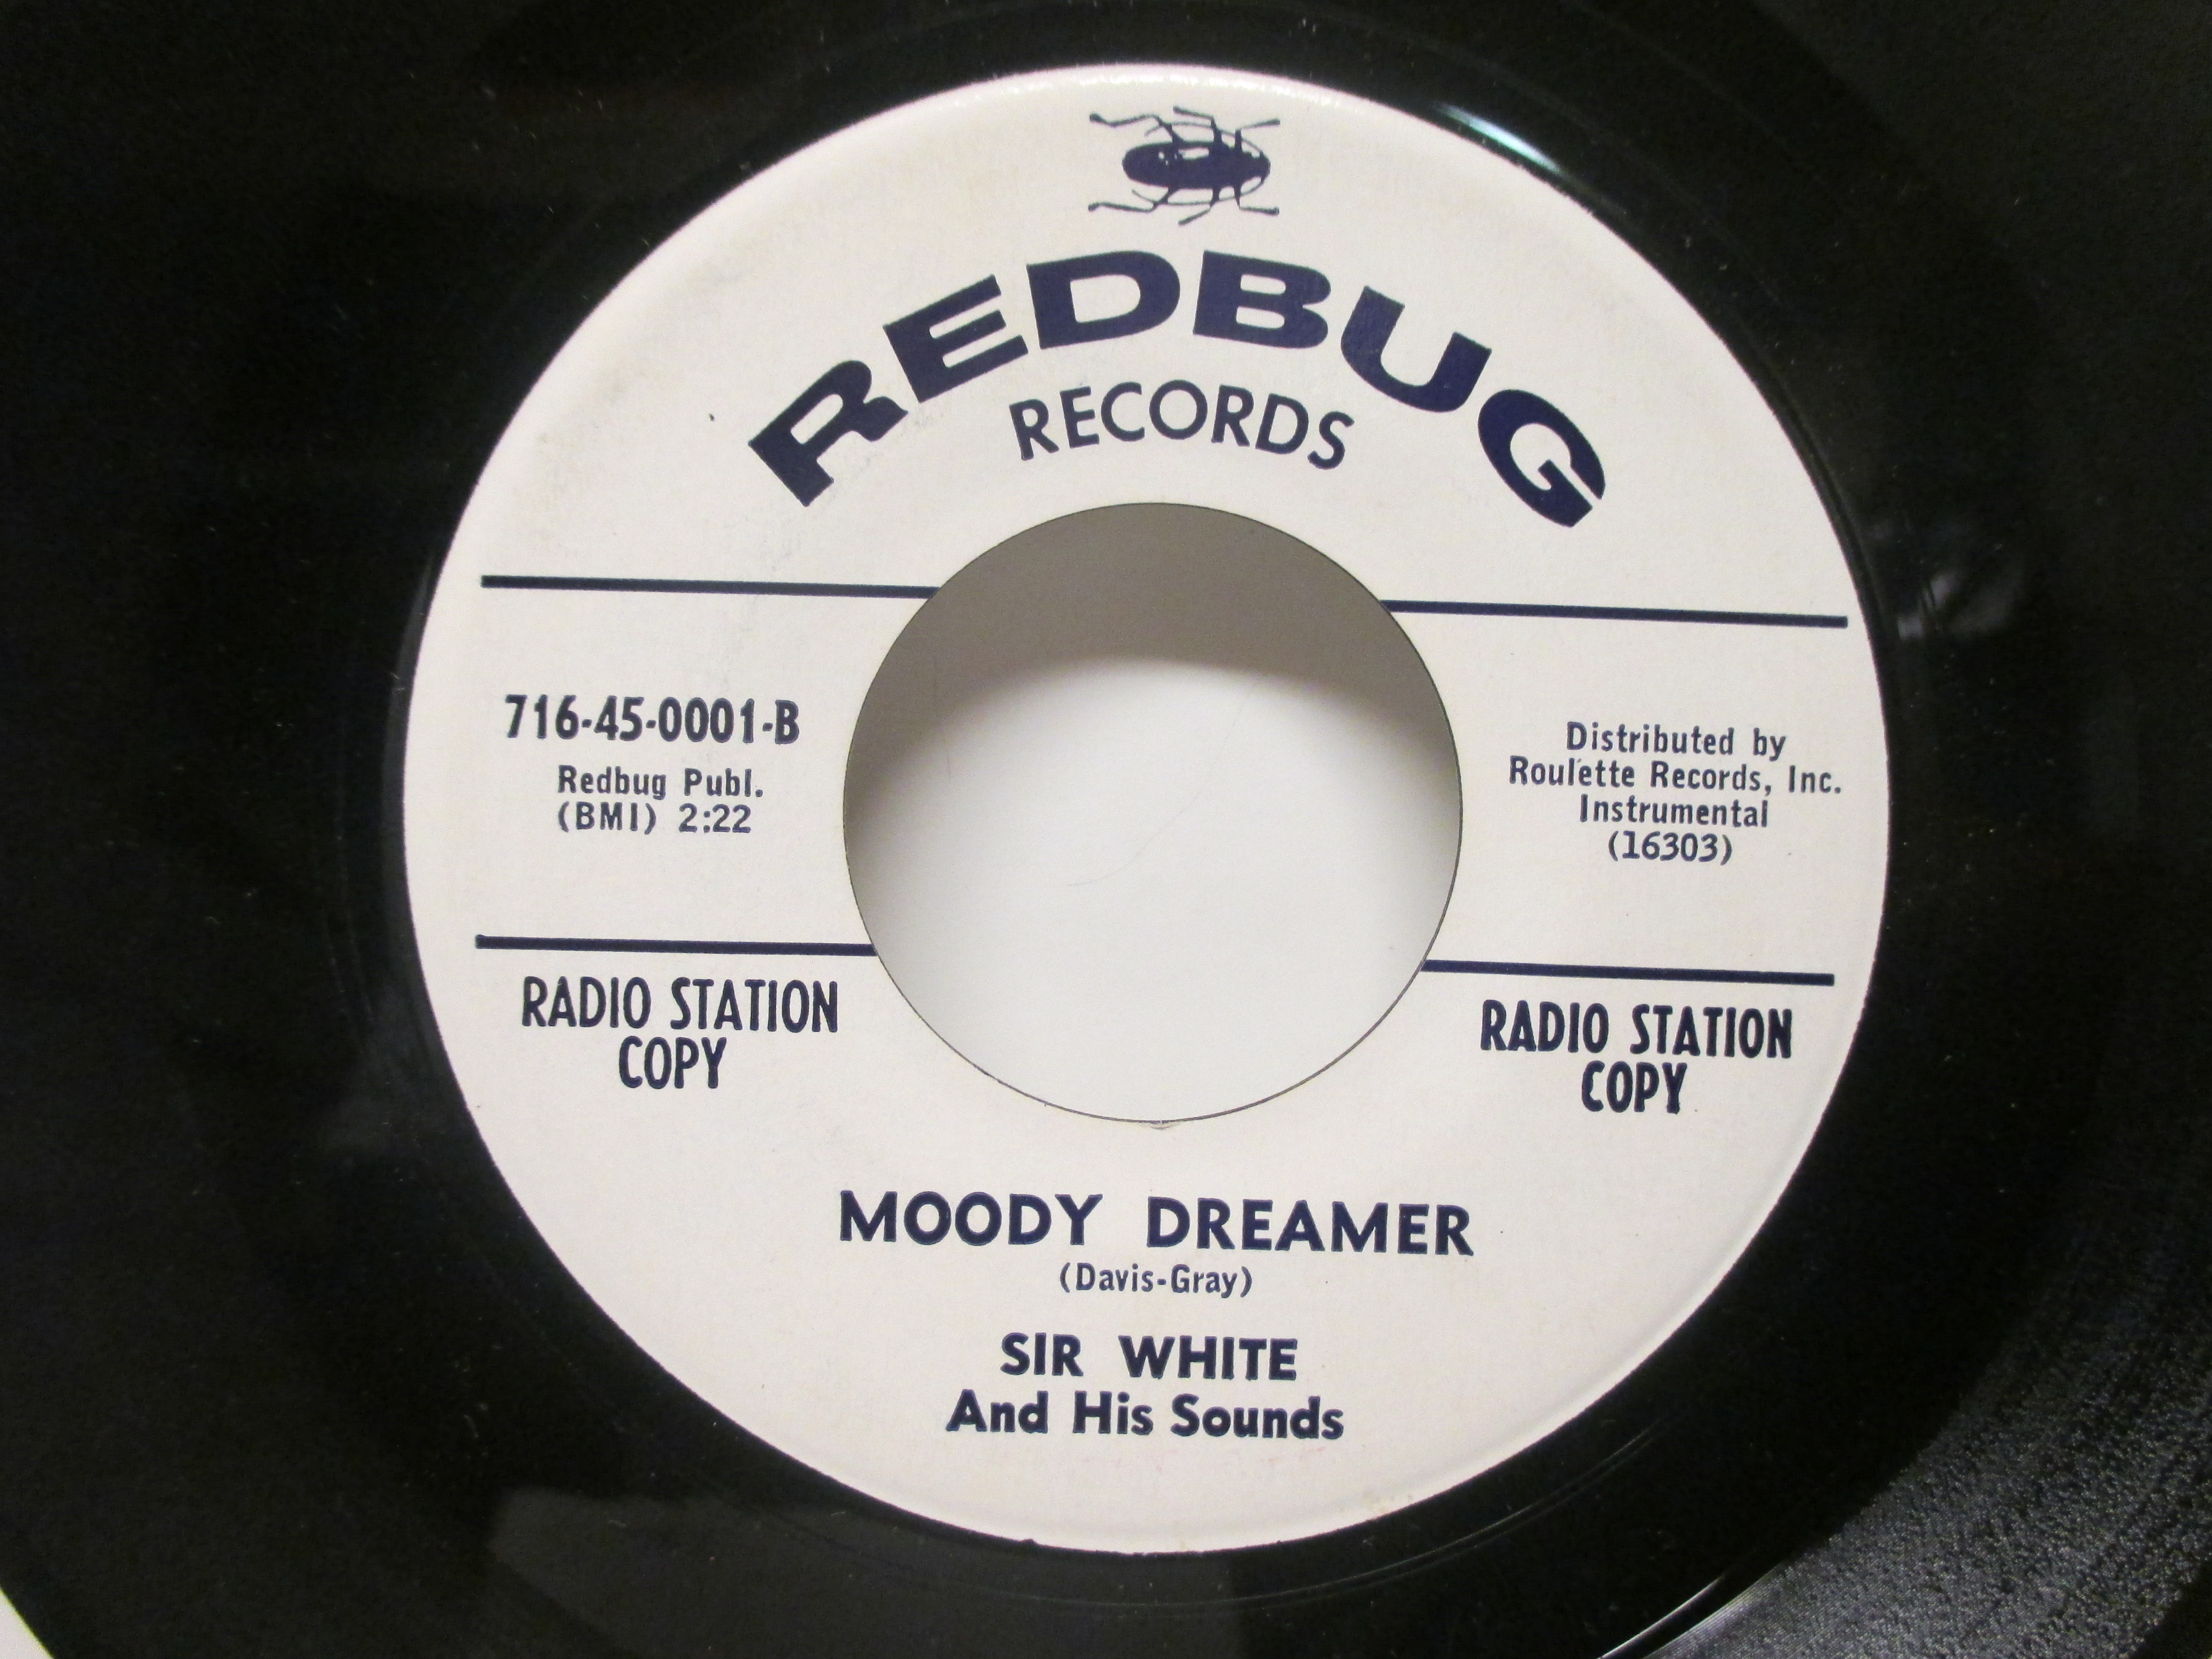 REDBUG
RECORDS
716-45-0001-B
Redbug Publ.
(BMI) 2:22
Distributed by
Roulette Records, Inc.
Instrumental
(16303)
RADIO STATION
COPY
RADIO STATION
COPY
MOODY DREAMER
(Davis-Gray)
SIR WHITE
And His Sounds